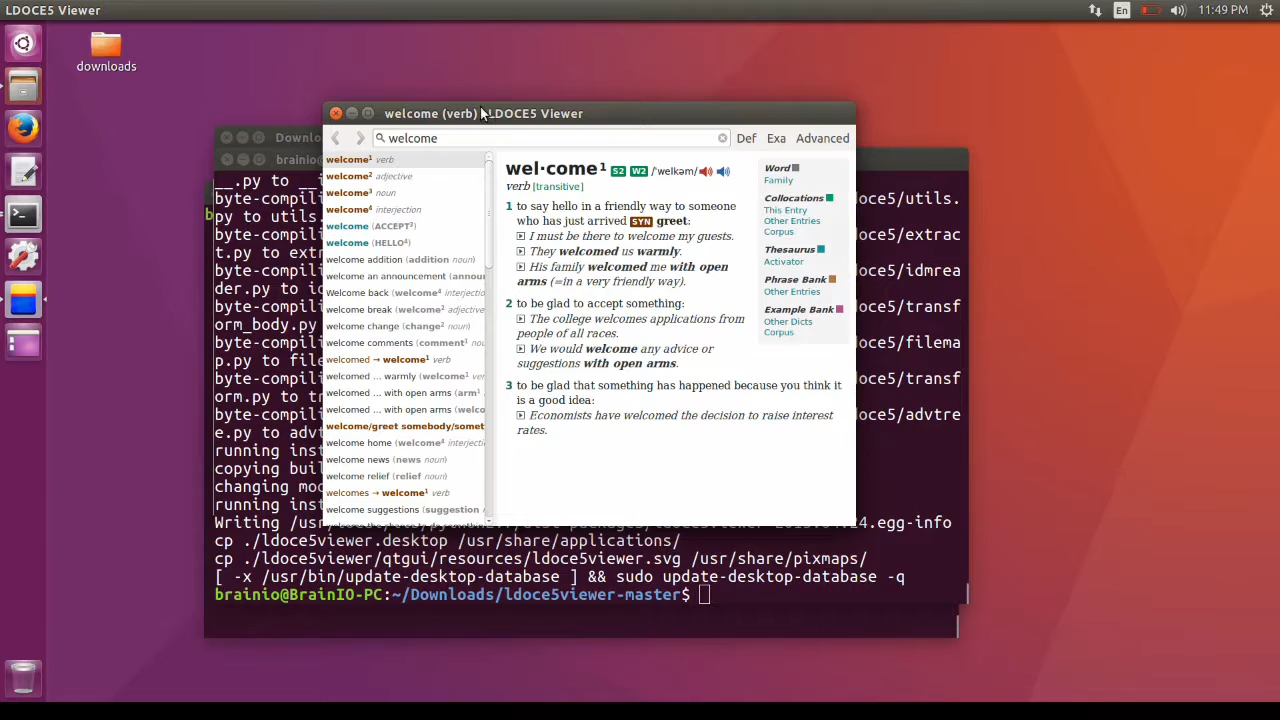 LDOCE5 Viewer
En
11:49 PM
downloads
welcome (verb) - LDOCE5 Viewer
welcome
Def
Exa
Advanced
welcome¹ verb
welcome² adjective
welcome³ noun
welcome⁴ interjection
welcome (ACCEPT³)
welcome (HELLO⁴)
welcome addition (addition noun)
welcome an announcement (annou
Welcome back (welcome⁴ interjectio
welcome break (welcome² adjective
welcome change (change² noun)
welcome comments (comment¹ nou
welcomed → welcome¹ verb
welcomed ... warmly (welcome¹ ver
welcomed ... with open arms (arm¹
welcomed ... with open arms (welco
welcome/greet somebody/somet
welcome home (welcome⁴ interjectio
welcome news (news noun)
welcome relief (relief noun)
welcomes → welcome¹ verb
welcome suggestions (suggestion
wel·come¹ S2 W2 /ˈwelkəm/
verb [transitive]
1 to say hello in a friendly way to someone
who has just arrived SYN greet:
I must be there to welcome my guests.
They welcomed us warmly.
His family welcomed me with open
arms (=in a very friendly way).
2 to be glad to accept something:
The college welcomes applications from
people of all races.
We would welcome any advice or
suggestions with open arms.
3 to be glad that something has happened because you think it
is a good idea:
Economists have welcomed the decision to raise interest
rates.
Word
Family
Collocations
This Entry
Other Entries
Corpus
Thesaurus
Activator
Phrase Bank
Other Entries
Example Bank
Other Dicts
Corpus
Downlo
brainio@
__.py to __i
byte-compili
oce5/utils.
py to utils.
byte-compili
oce5/extrac
t.py to extr
byte-compili
oce5/idmrea
der.py to id
byte-compili
oce5/transf
orm_body.py
byte-compili
oce5/filema
p.py to file
byte-compili
oce5/transf
orm.py to tr
byte-compili
oce5/advtre
e.py to advt
running inst
copying buil
changing mod
running inst
Writing /usr/
.egg-info
cp ./ldoce5viewer.desktop /usr/share/applications/
cp ./ldoce5viewer/qtgui/resources/ldoce5viewer.svg /usr/share/pixmaps/
[ -x /usr/bin/update-desktop-database ] && sudo update-desktop-database -q
brainio@BrainIO-PC:~/Downloads/ldoce5viewer-master$